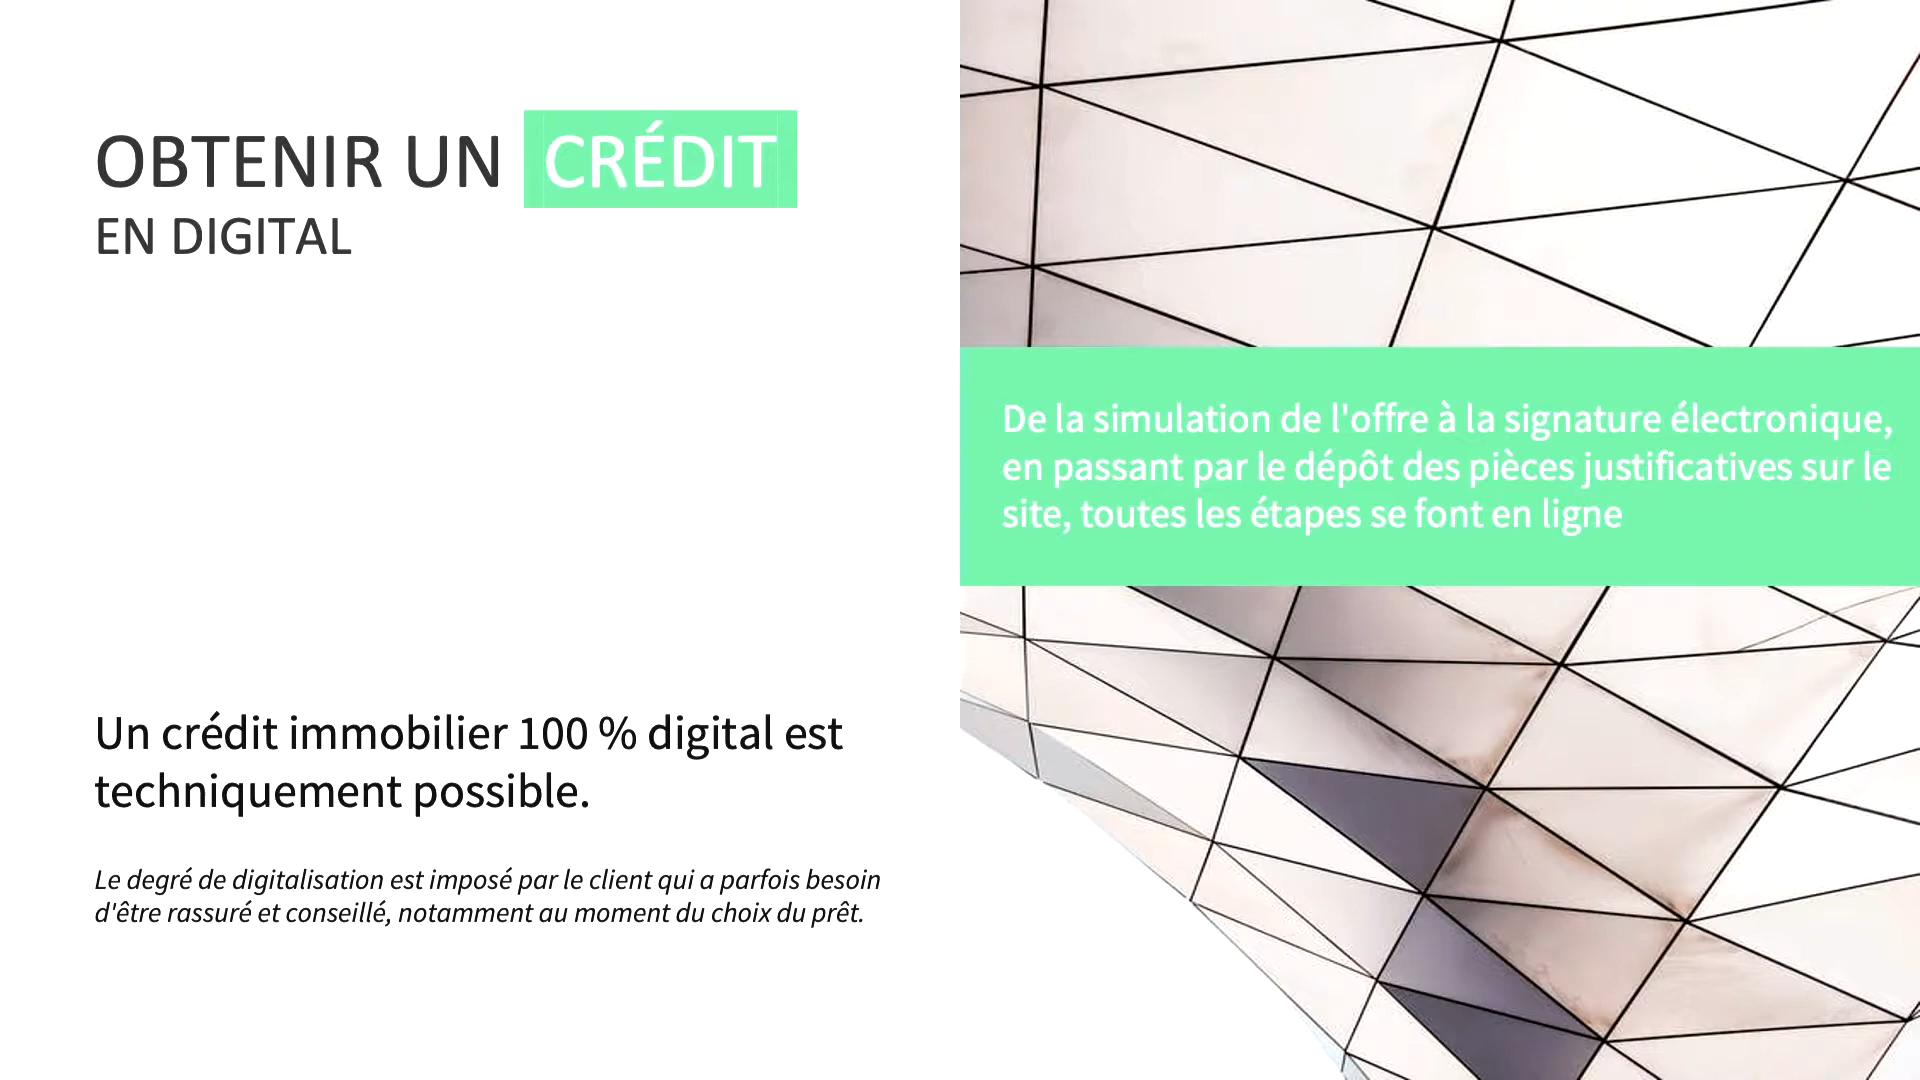 OBTENIR UN CRÉDIT
EN DIGITAL
De la simulation de l'offre à la signature électronique,
en passant par le dépôt des pièces justificatives sur le
site, toutes les étapes se font en ligne
Un crédit immobilier 100 % digital est
techniquement possible.
Le degré de digitalisation est imposé par le client qui a parfois besoin
d'être rassuré et conseillé, notamment au moment du choix du prêt.